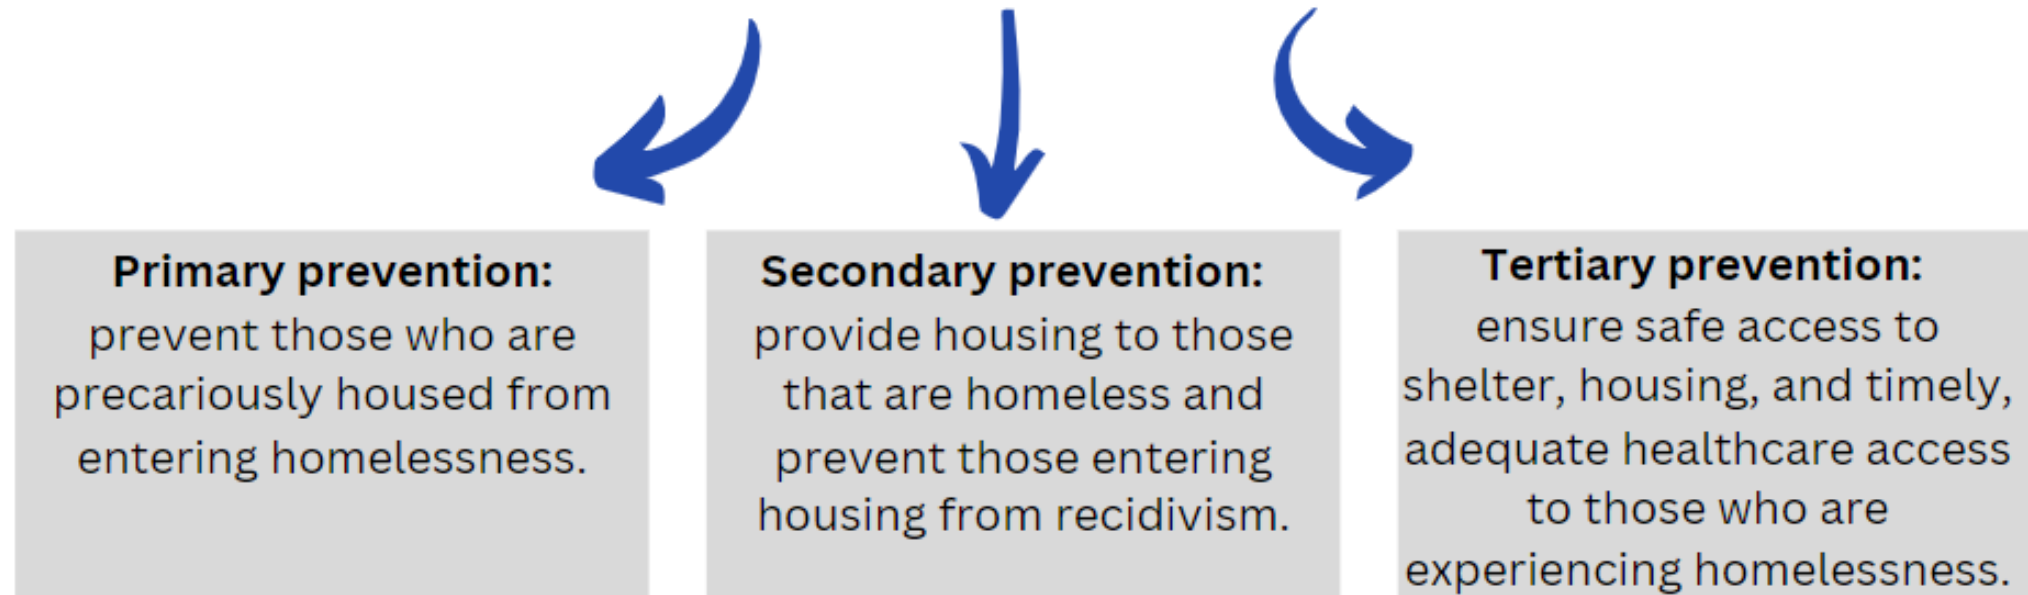 Primary prevention:
prevent those who are
precariously housed from
entering homelessness.
Secondary prevention:
provide housing to those
that are homeless and
prevent those entering
housing from recidivism.
Tertiary prevention:
ensure safe access to
shelter, housing, and timely,
adequate healthcare access
to those who are
experiencing homelessness.